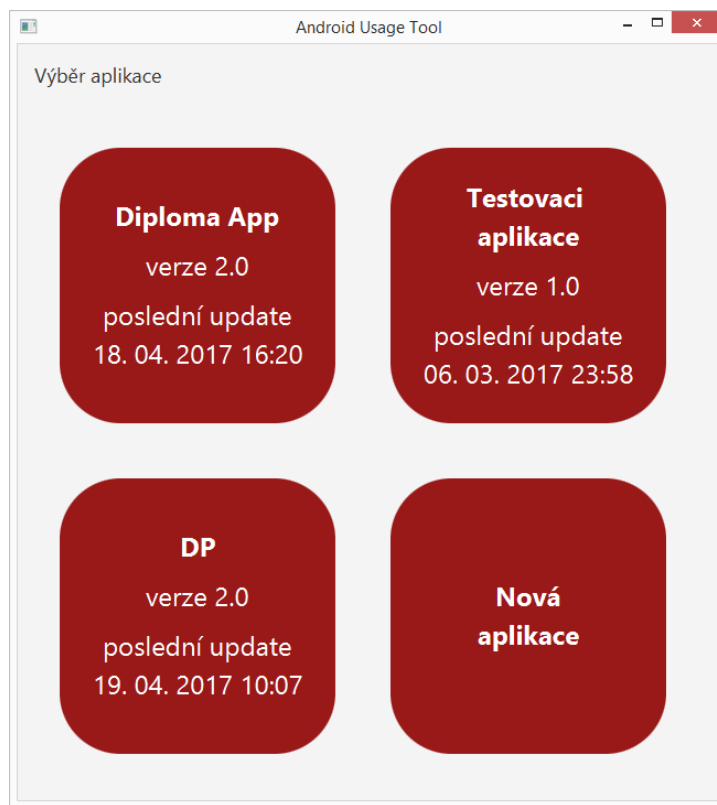 Android Usage Tool
Výběr aplikace
Diploma App
verze 2.0
poslední update
18. 04. 2017 16:20
Testovaci
aplikace
verze 1.0
poslední update
06. 03. 2017 23:58
DP
verze 2.0
poslední update
19. 04. 2017 10:07
Nová
aplikace